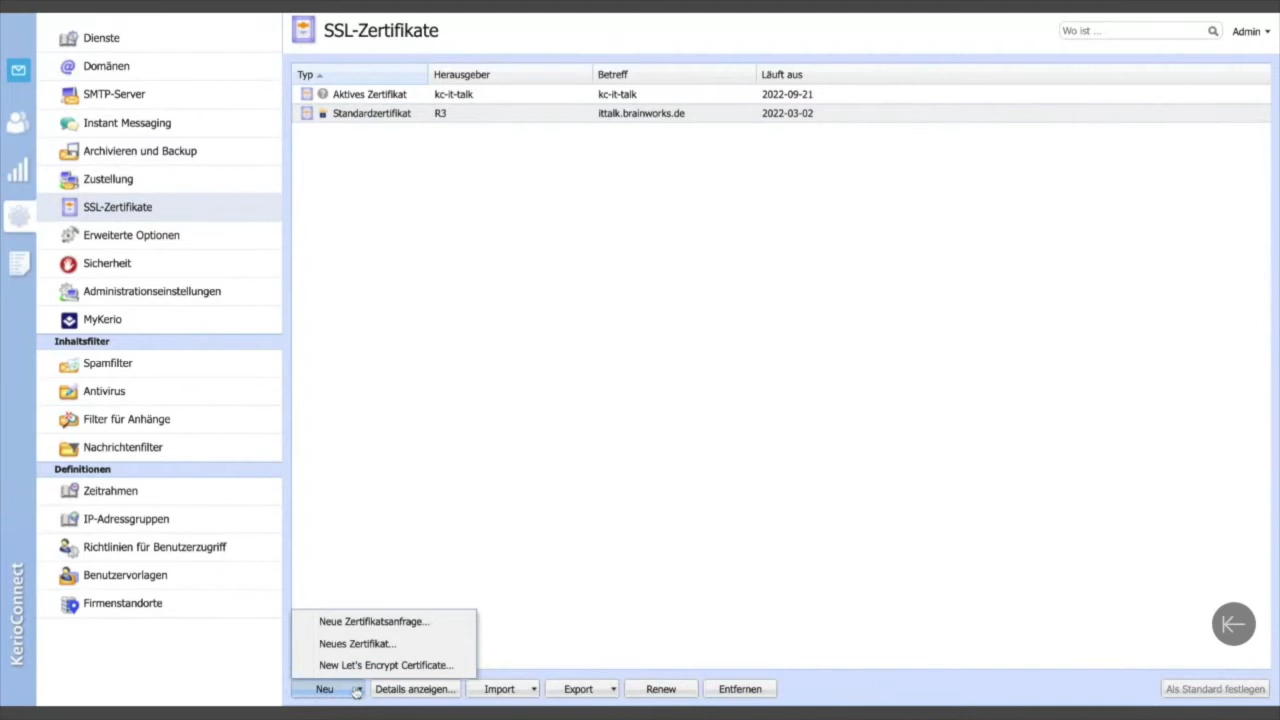 SSL-Zertifikate
Wo ist ...
Admin
Dienste
Domänen
SMTP-Server
Instant Messaging
Archivieren und Backup
Zustellung
SSL-Zertifikate
Erweiterte Optionen
Sicherheit
Administrationseinstellungen
MyKerio
Inhaltsfilter
Spamfilter
Antivirus
Filter für Anhänge
Nachrichtenfilter
Definitionen
Zeitrahmen
IP-Adressgruppen
Richtlinien für Benutzerzugriff
Benutzervorlagen
Firmenstandorte
KerioConnect
Typ Herausgeber Betreff Läuft aus
Aktives Zertifikat kc-it-talk kc-it-talk 2022-09-21
Standardzertifikat R3 ittalk.brainworks.de 2022-03-02
Neue Zertifikatsanfrage...
Neues Zertifikat...
New Let's Encrypt Certificate...
Neu Details anzeigen... Import Export Renew Entfernen Als Standard festlegen